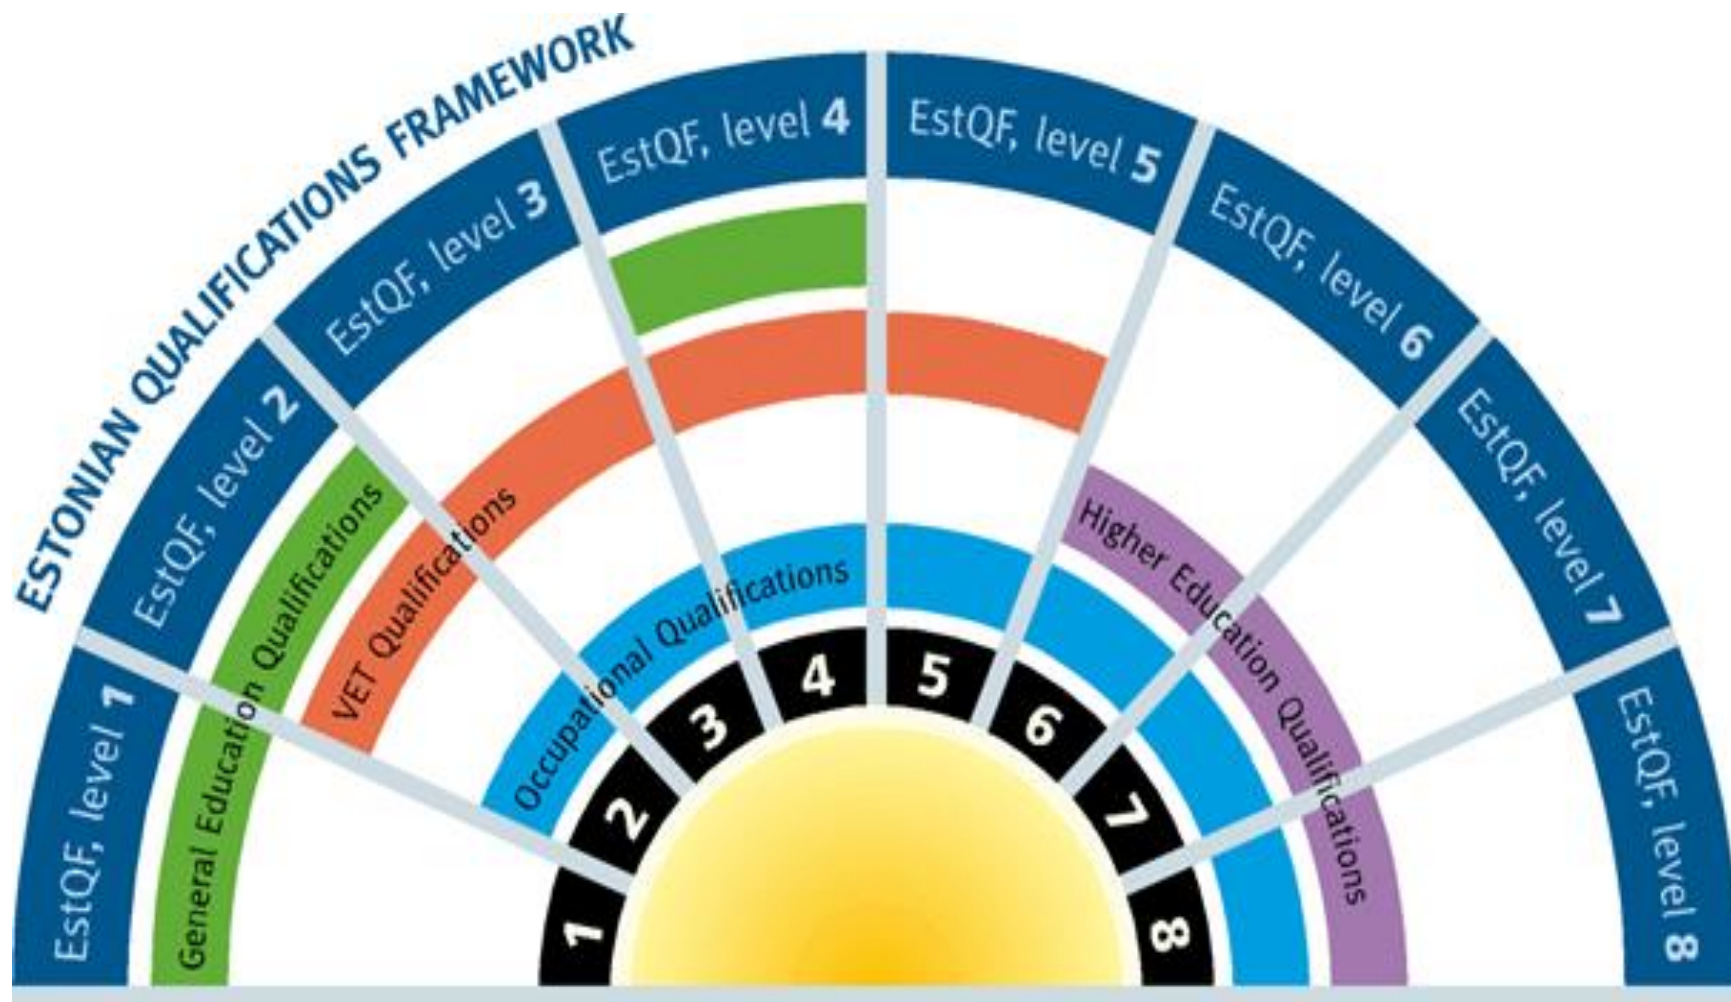 ESTONIAN QUALIFICATIONS FRAMEWORK
EstQF, level 1
EstQF, level 2
EstQF, level 3
EstQF, level 4
EstQF, level 5
EstQF, level 6
EstQF, level 7
EstQF, level 8
General Education Qualifications
VET Qualifications
Occupational Qualifications
Higher Education Qualifications
1
2
3
4
5
6
7
8